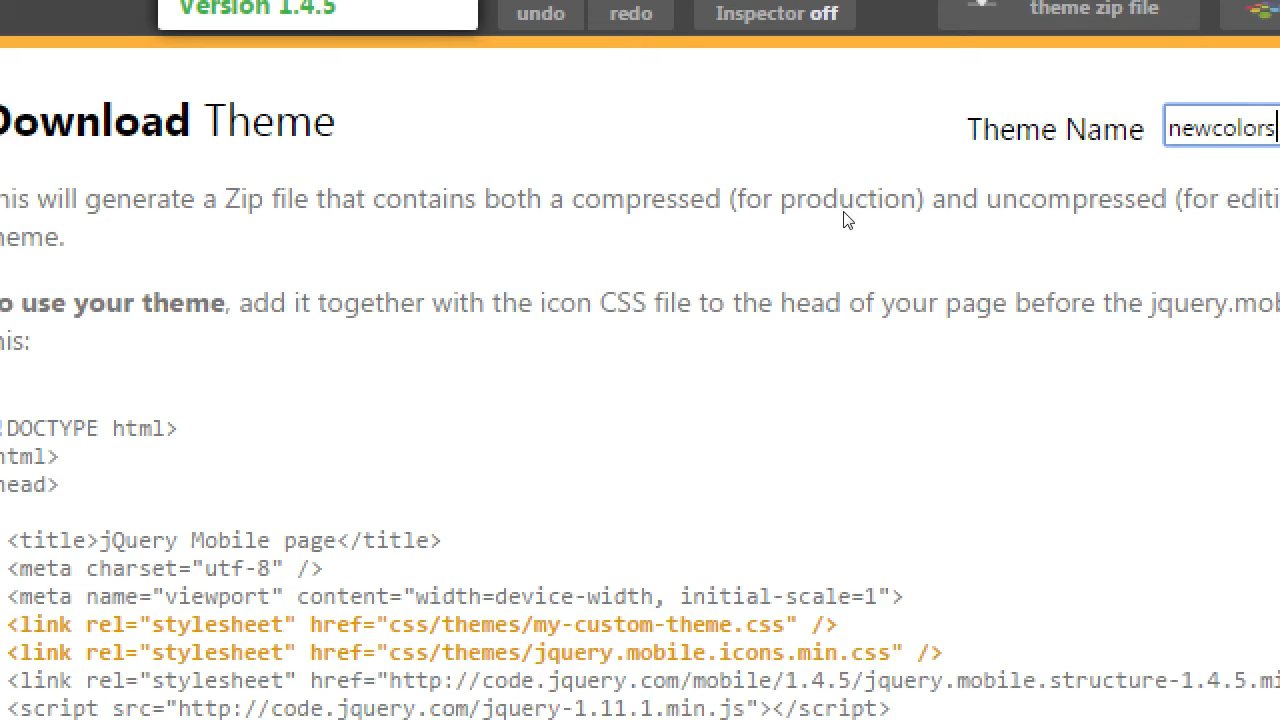 Version 1.4.5
undo redo Inspector off theme zip file
Download Theme
Theme Name newcolors
his will generate a Zip file that contains both a compressed (for production) and uncompressed (for editi
heme.
o use your theme, add it together with the icon CSS file to the head of your page before the jquery.mob
his:
!DOCTYPE html>
html>
head>
<title>jQuery Mobile page</title>
<meta charset="utf-8" />
<meta name="viewport" content="width=device-width, initial-scale=1">
<link rel="stylesheet" href="css/themes/my-custom-theme.css" />
<link rel="stylesheet" href="css/themes/jquery.mobile.icons.min.css" />
<link rel="stylesheet" href="http://code.jquery.com/mobile/1.4.5/jquery.mobile.structure-1.4.5.mi
<script src="http://code.jquery.com/jquery-1.11.1.min.js"></script>